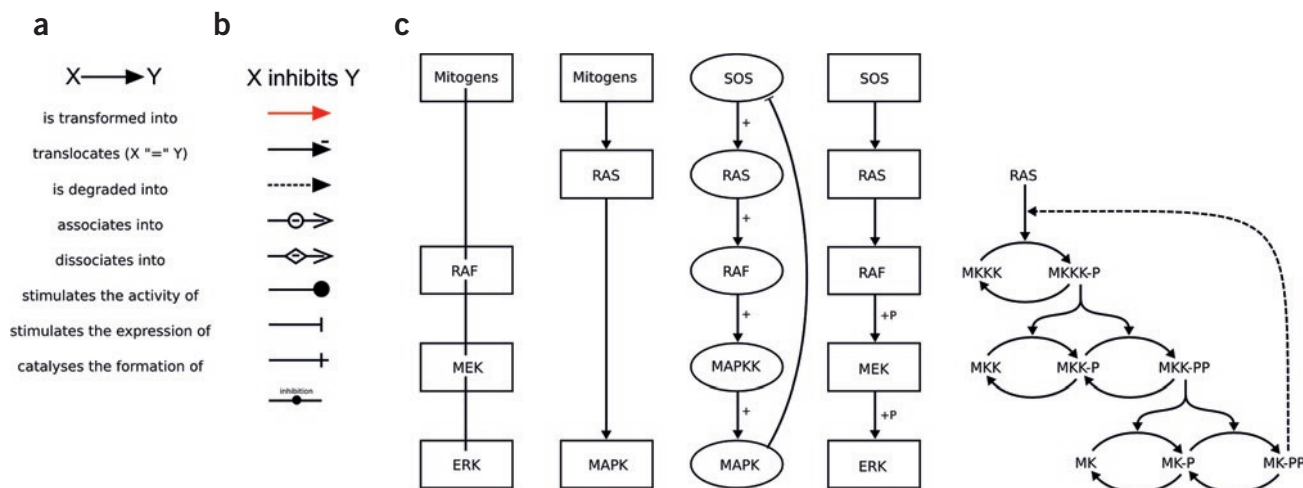 a
X Y
is transformed into
translocates (X "=" Y)
is degraded into
associates into
dissociates into
stimulates the activity of
stimulates the expression of
catalyses the formation of
b
X inhibits Y
-
inhibition
c
Mitogens
RAF
MEK
ERK
Mitogens
RAS
MAPK
SOS
+
RAS
+
RAF
+
MAPKK
+
MAPK
SOS
RAS
RAF
+P
MEK
+P
ERK
RAS
MKKK MKKK-P
MKK MKK-P MKK-PP
MK MK-P MK-PP